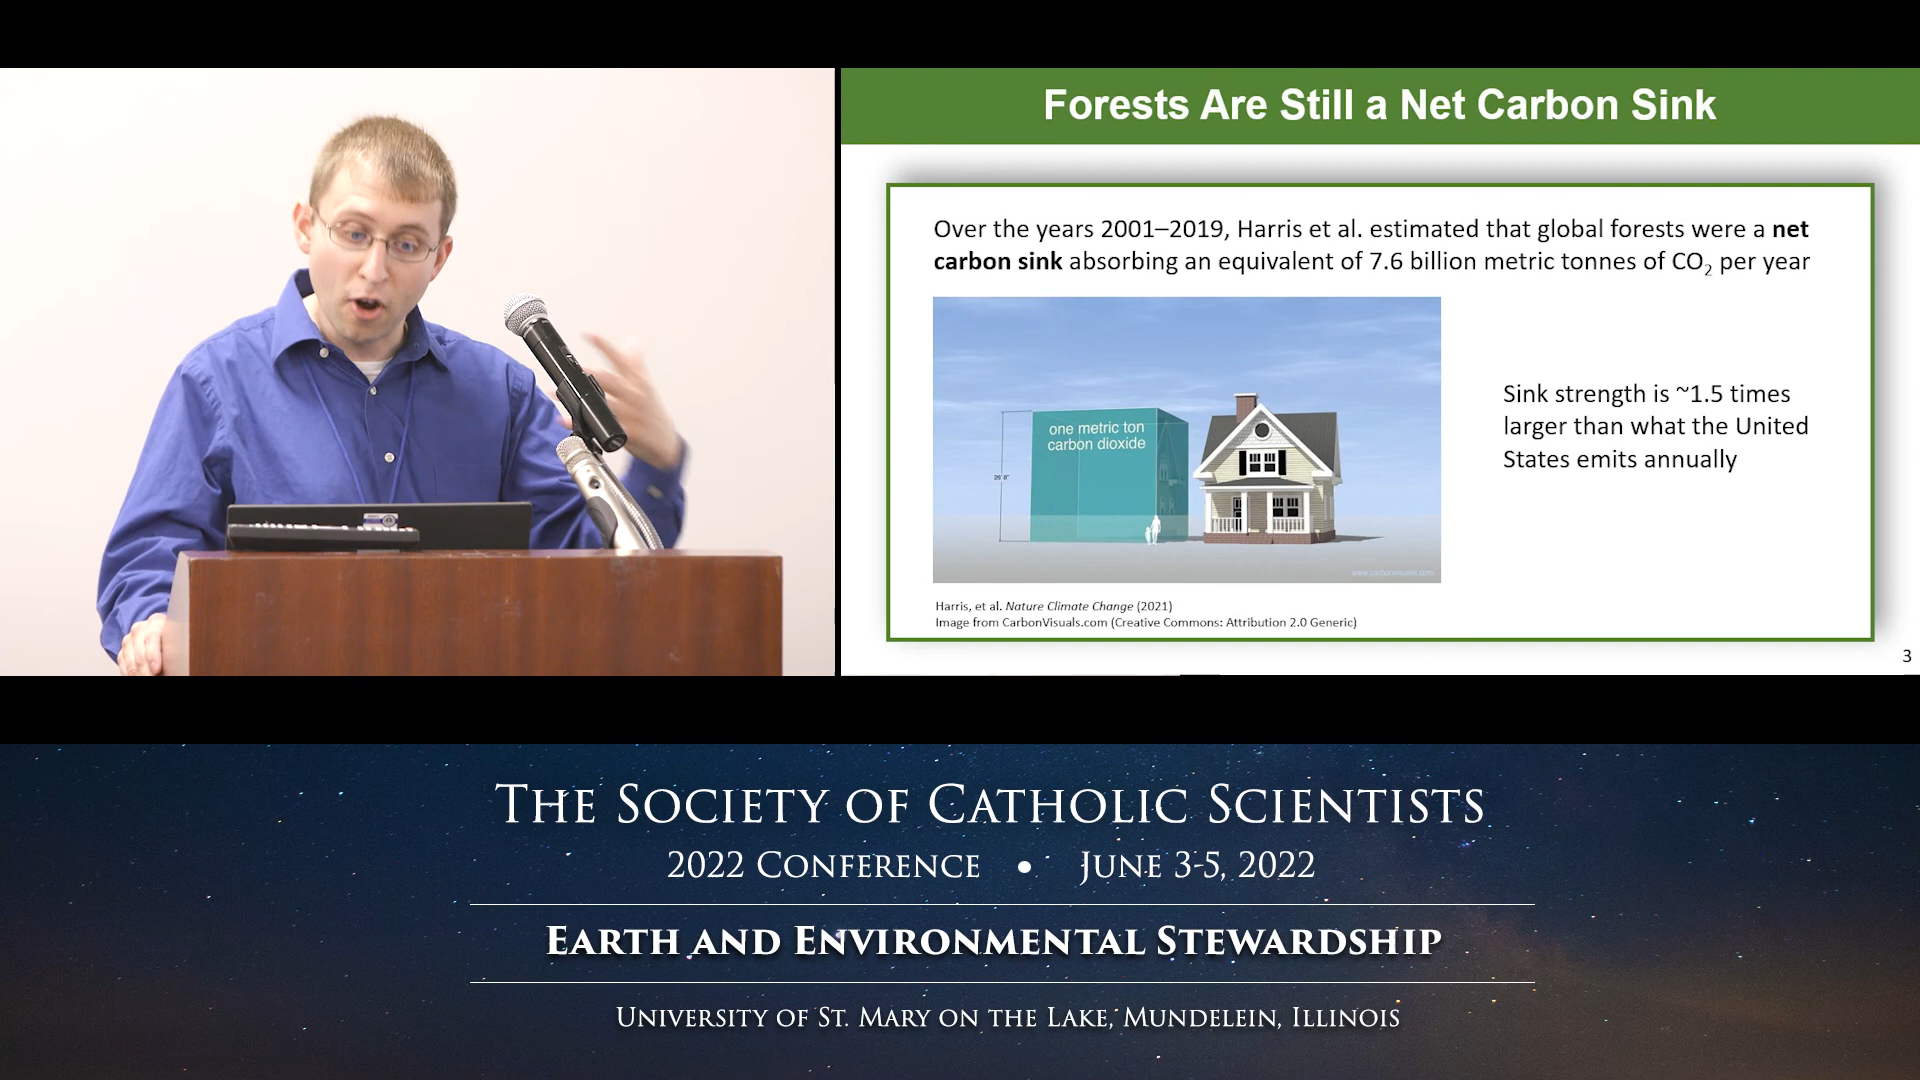 Forests Are Still a Net Carbon Sink
Over the years 2001–2019, Harris et al. estimated that global forests were a net
carbon sink absorbing an equivalent of 7.6 billion metric tonnes of CO₂ per year
one metric ton
carbon dioxide
26' 8"
Sink strength is ~1.5 times
larger than what the United
States emits annually
www.carbonvisuals.com
Harris, et al. Nature Climate Change (2021)
Image from CarbonVisuals.com (Creative Commons: Attribution 2.0 Generic)
3
The Society of Catholic Scientists
2022 Conference • June 3-5, 2022
Earth and Environmental Stewardship
University of St. Mary on the Lake, Mundelein, Illinois